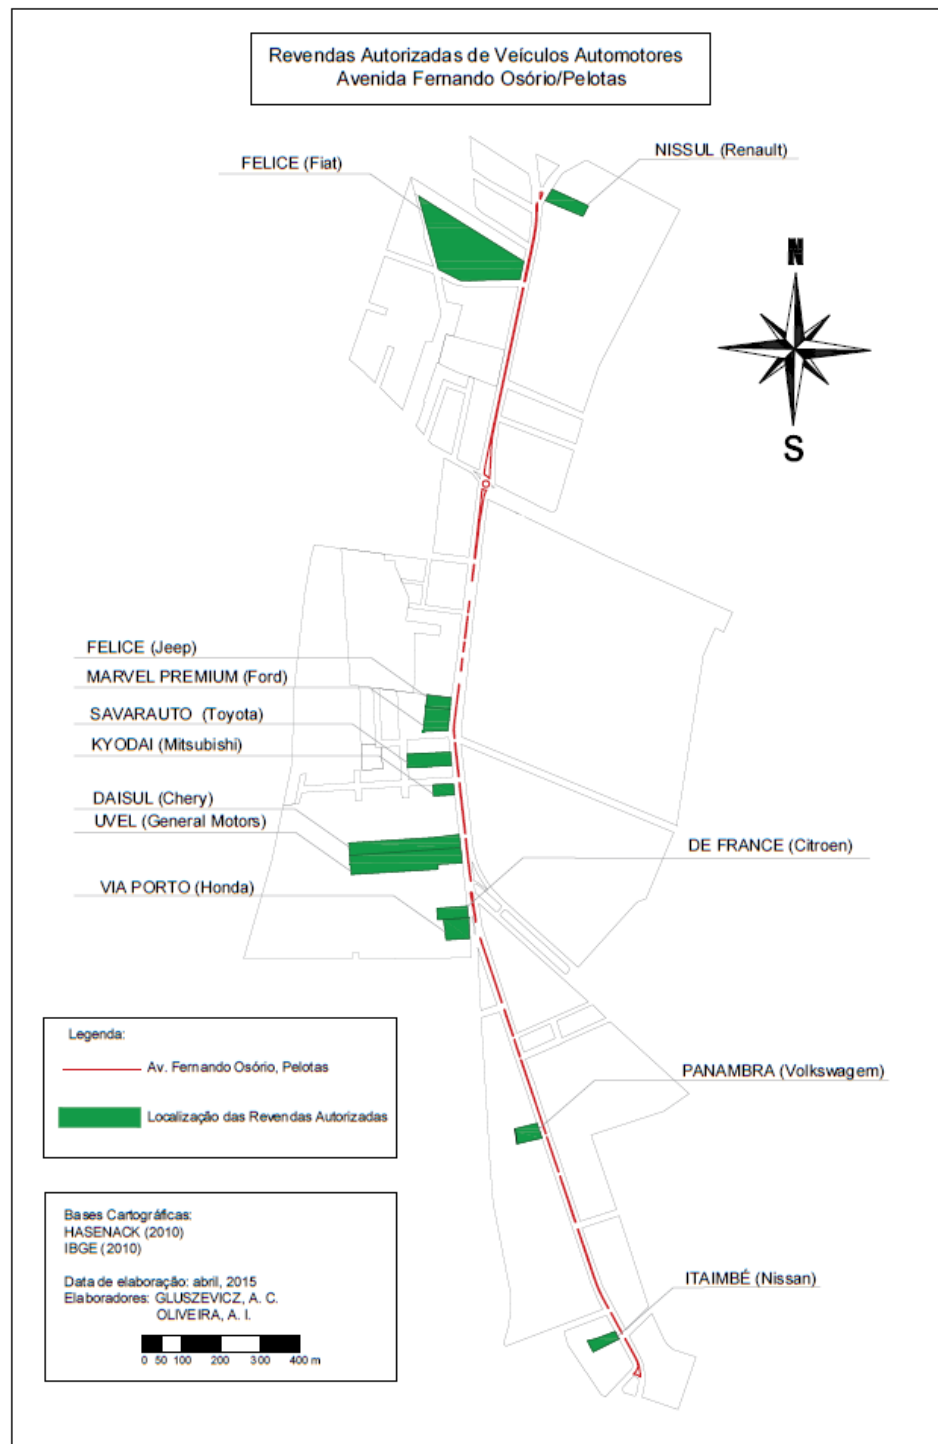 Revendas Autorizadas de Veículos Automotores
Avenida Fernando Osório/Pelotas
NISSUL (Renault)
FELICE (Fiat)
N
S
FELICE (Jeep)
MARVEL PREMIUM (Ford)
SAVARAUTO (Toyota)
KYODAI (Mitsubishi)
DAISUL (Chery)
UVEL (General Motors)
DE FRANCE (Citroen)
VIA PORTO (Honda)
PANAMBRA (Volkswagem)
ITAIMBÉ (Nissan)
Legenda:
Av. Fernando Osório, Pelotas
Localização das Revendas Autorizadas
Bases Cartográficas:
HASENACK (2010)
IBGE (2010)
Data de elaboração: abril, 2015
Elaboradores: GLUSZEVICZ, A. C.
OLIVEIRA, A. I.
0 50 100 200 300 400 m